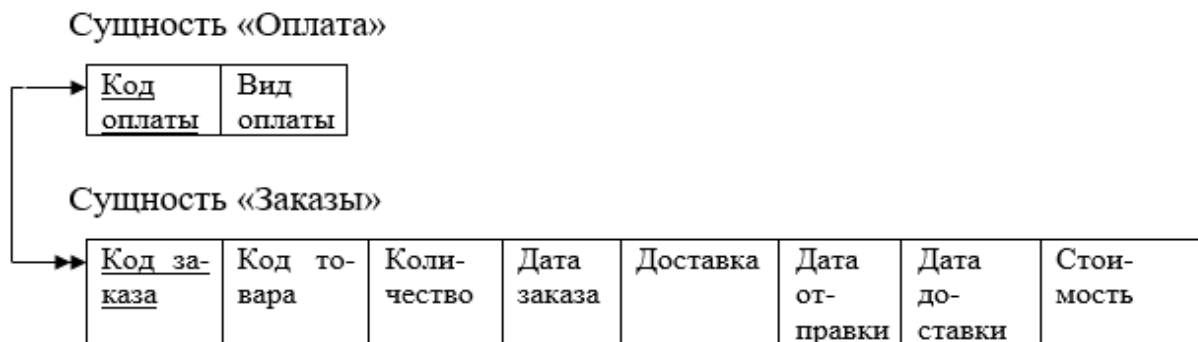 Сущность «Оплата»
Код оплаты
Вид оплаты
Сущность «Заказы»
Код за-
каза
Код то-
вара
Коли-
чество
Дата
заказа
Доставка
Дата
от-
правки
Дата
до-
ставки
Стои-
мость